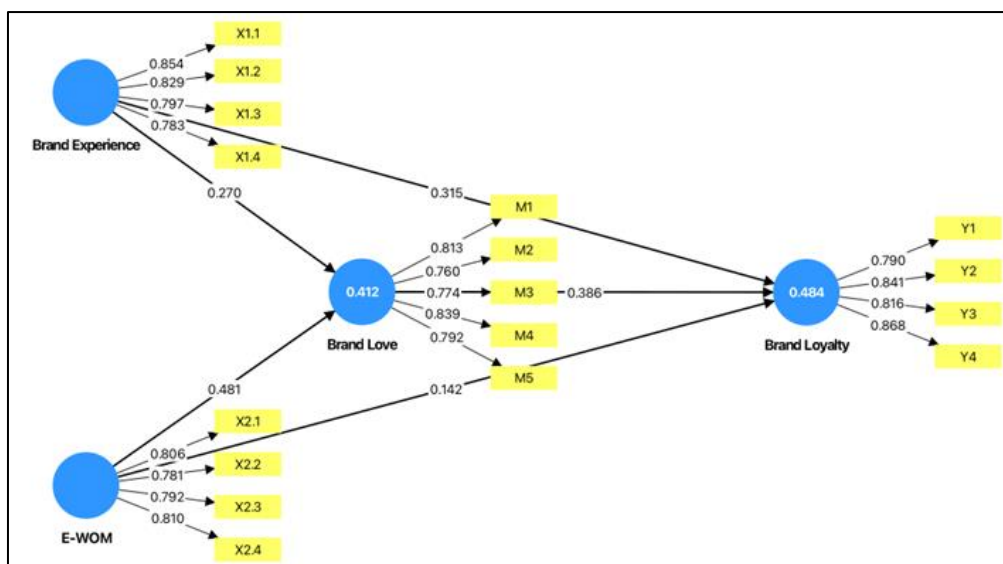 X1.1
0.854
X1.2
0.829
0.797
X1.3
0.783
X1.4
Brand Experience
0.270
0.315
M1
0.813
M2
0.760
0.412
0.774
M3
0.386
0.839
M4
0.792
Brand Love
M5
Y1
0.790
Y2
0.841
0.484
0.816
Y3
0.868
Brand Loyalty
Y4
0.481
0.142
X2.1
0.806
X2.2
0.781
0.792
X2.3
0.810
E-WOM
X2.4